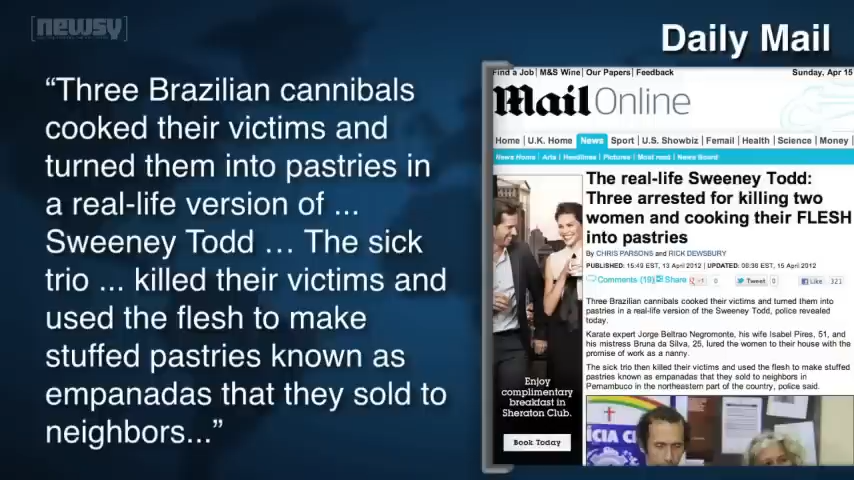 [newsy]
Daily Mail
“Three Brazilian cannibals
cooked their victims and
turned them into pastries in
a real-life version of ...
Sweeney Todd ... The sick
trio ... killed their victims and
used the flesh to make
stuffed pastries known as
empanadas that they sold to
neighbors...”
Find a Job | M&S Wine | Our Papers | Feedback
Sunday, Apr 15
Mail Online
Home | U.K. Home | News | Sport | U.S. Showbiz | Femail | Health | Science | Money |
News Home | Arts | Headlines | Pictures | Most read | News Board
The real-life Sweeney Todd:
Three arrested for killing two
women and cooking their FLESH
into pastries
By CHRIS PARSONS and RICK DEWSBURY
PUBLISHED: 15:49 EST, 13 April 2012 | UPDATED: 08:38 EST, 15 April 2012
Comments (19) Share +1 0 Tweet 0 Like 321
Three Brazilian cannibals cooked their victims and turned them into
pastries in a real-life version of the Sweeney Todd, police revealed
today.
Karate expert Jorge Beltrao Negromonte, his wife Isabel Pires, 51, and
his mistress Bruna da Silva, 25, lured the women to their house with the
promise of work as a nanny.
The sick trio then killed their victims and used the flesh to make stuffed
pastries known as empanadas that they sold to neighbors in
Pernambuco in the northeastern part of the country, police said.
Enjoy
complimentary
breakfast in
Sheraton Club.
Book Today
ÍCIA CI